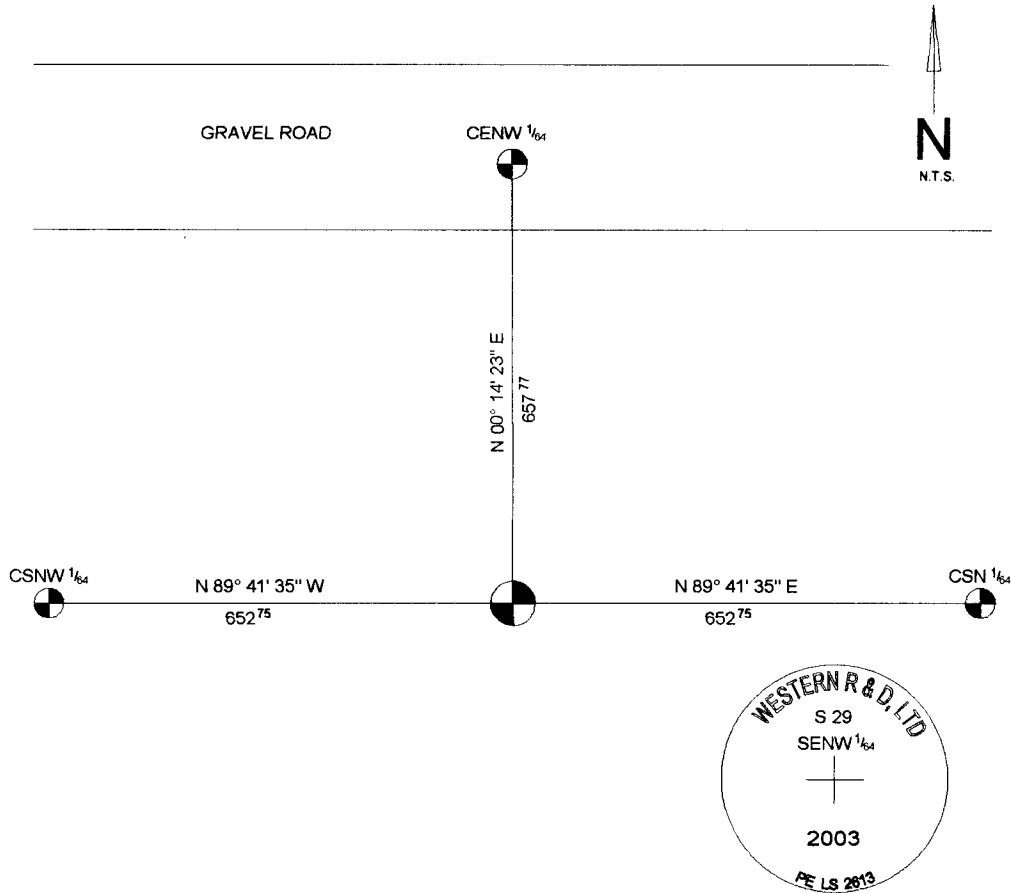 GRAVEL ROAD
CENW 1/64
N
N.T.S.
N 00° 14' 23" E
657 77
CSNW 1/64
N 89° 41' 35" W
652 75
N 89° 41' 35" E
652 75
CSN 1/64
WESTERN R & D, LTD
S 29
SENW 1/64
2003
PE LS 2613